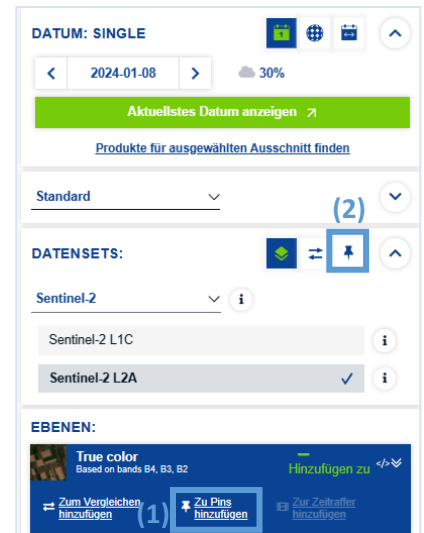 DATUM: SINGLE
1
2024-01-08
30%
Aktuellstes Datum anzeigen
Produkte für ausgewählten Ausschnitt finden
Standard
(2)
DATENSETS:
Sentinel-2 i
Sentinel-2 L1C i
Sentinel-2 L2A i
EBENEN:
True color
Based on bands B4, B3, B2
Hinzufügen zu </>
Zum Vergleichen hinzufügen
(1)
Zu Pins hinzufügen
Zur Zeitraffer hinzufügen